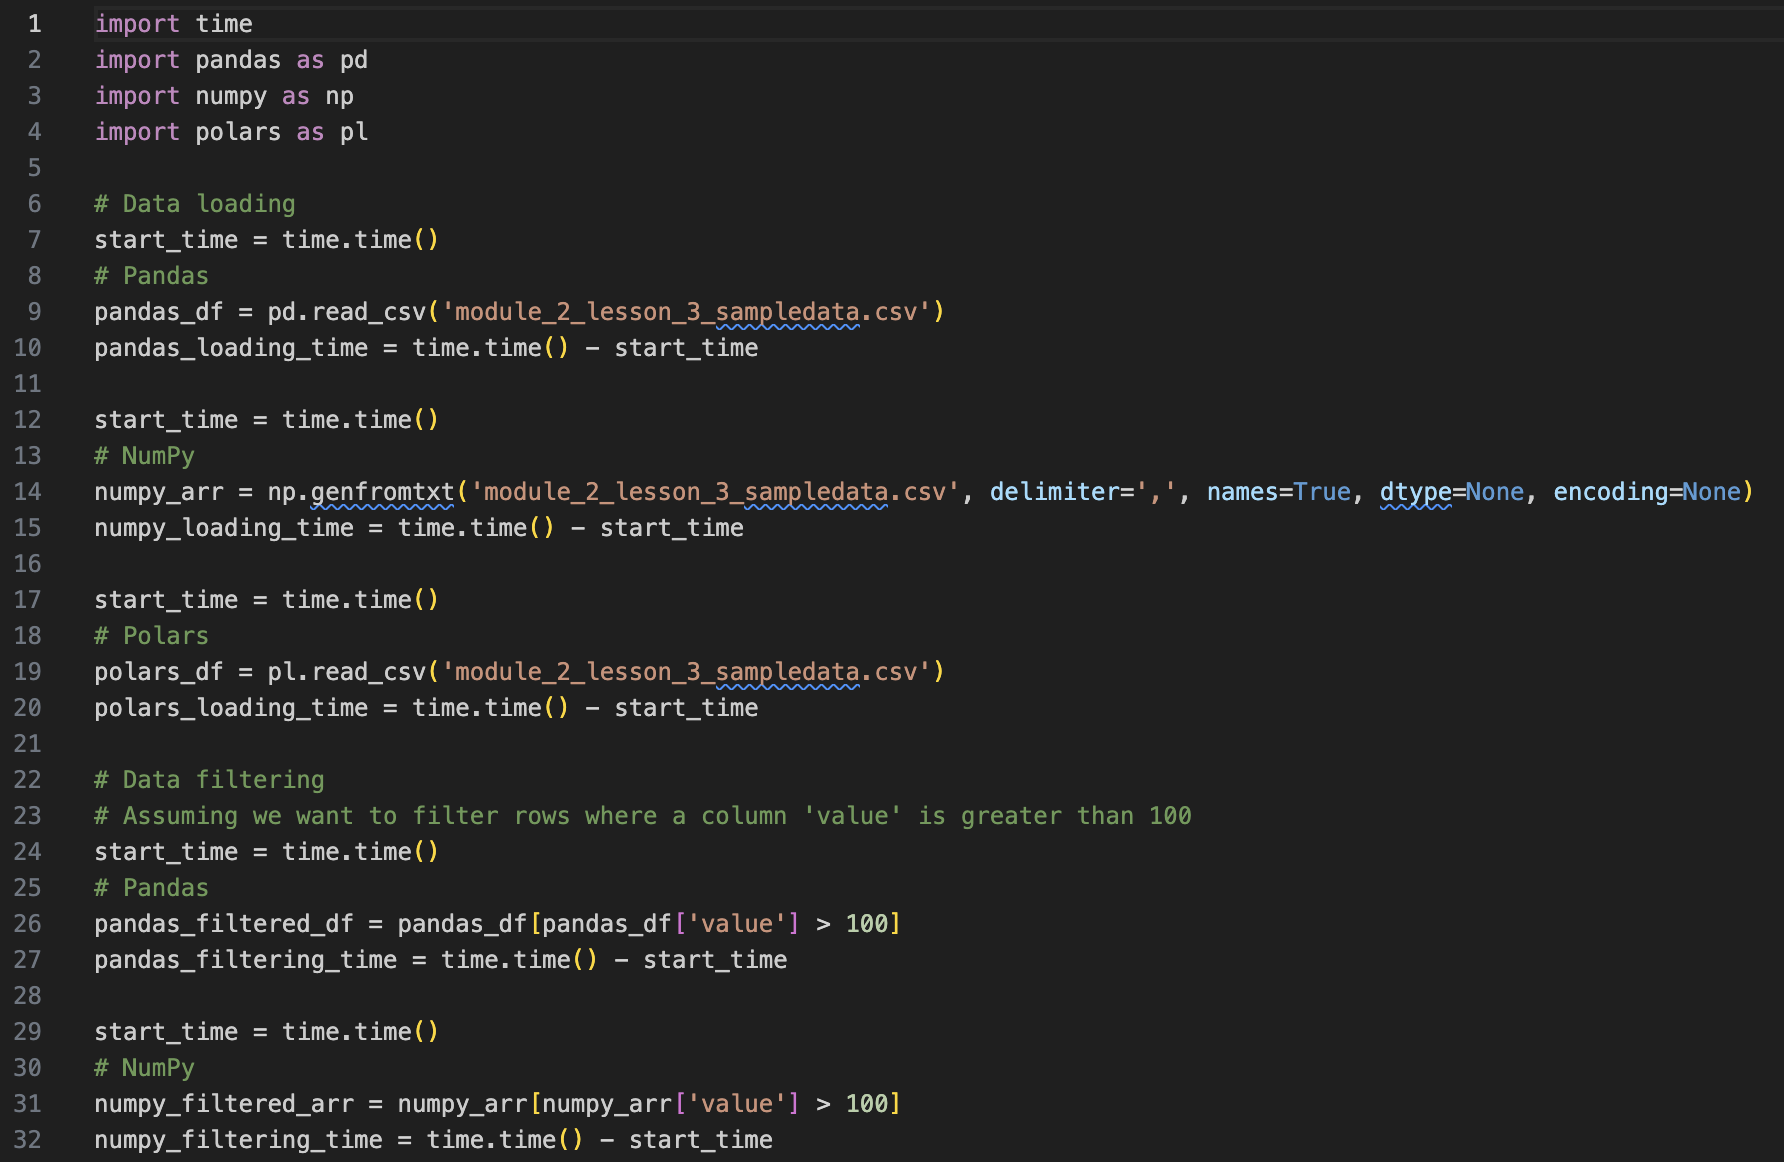 1 import time
2 import pandas as pd
3 import numpy as np
4 import polars as pl
5
6 # Data loading
7 start_time = time.time()
8 # Pandas
9 pandas_df = pd.read_csv('module_2_lesson_3_sampledata.csv')
10 pandas_loading_time = time.time() - start_time
11
12 start_time = time.time()
13 # NumPy
14 numpy_arr = np.genfromtxt('module_2_lesson_3_sampledata.csv', delimiter=',', names=True, dtype=None, encoding=None)
15 numpy_loading_time = time.time() - start_time
16
17 start_time = time.time()
18 # Polars
19 polars_df = pl.read_csv('module_2_lesson_3_sampledata.csv')
20 polars_loading_time = time.time() - start_time
21
22 # Data filtering
23 # Assuming we want to filter rows where a column 'value' is greater than 100
24 start_time = time.time()
25 # Pandas
26 pandas_filtered_df = pandas_df[pandas_df['value'] > 100]
27 pandas_filtering_time = time.time() - start_time
28
29 start_time = time.time()
30 # NumPy
31 numpy_filtered_arr = numpy_arr[numpy_arr['value'] > 100]
32 numpy_filtering_time = time.time() - start_time